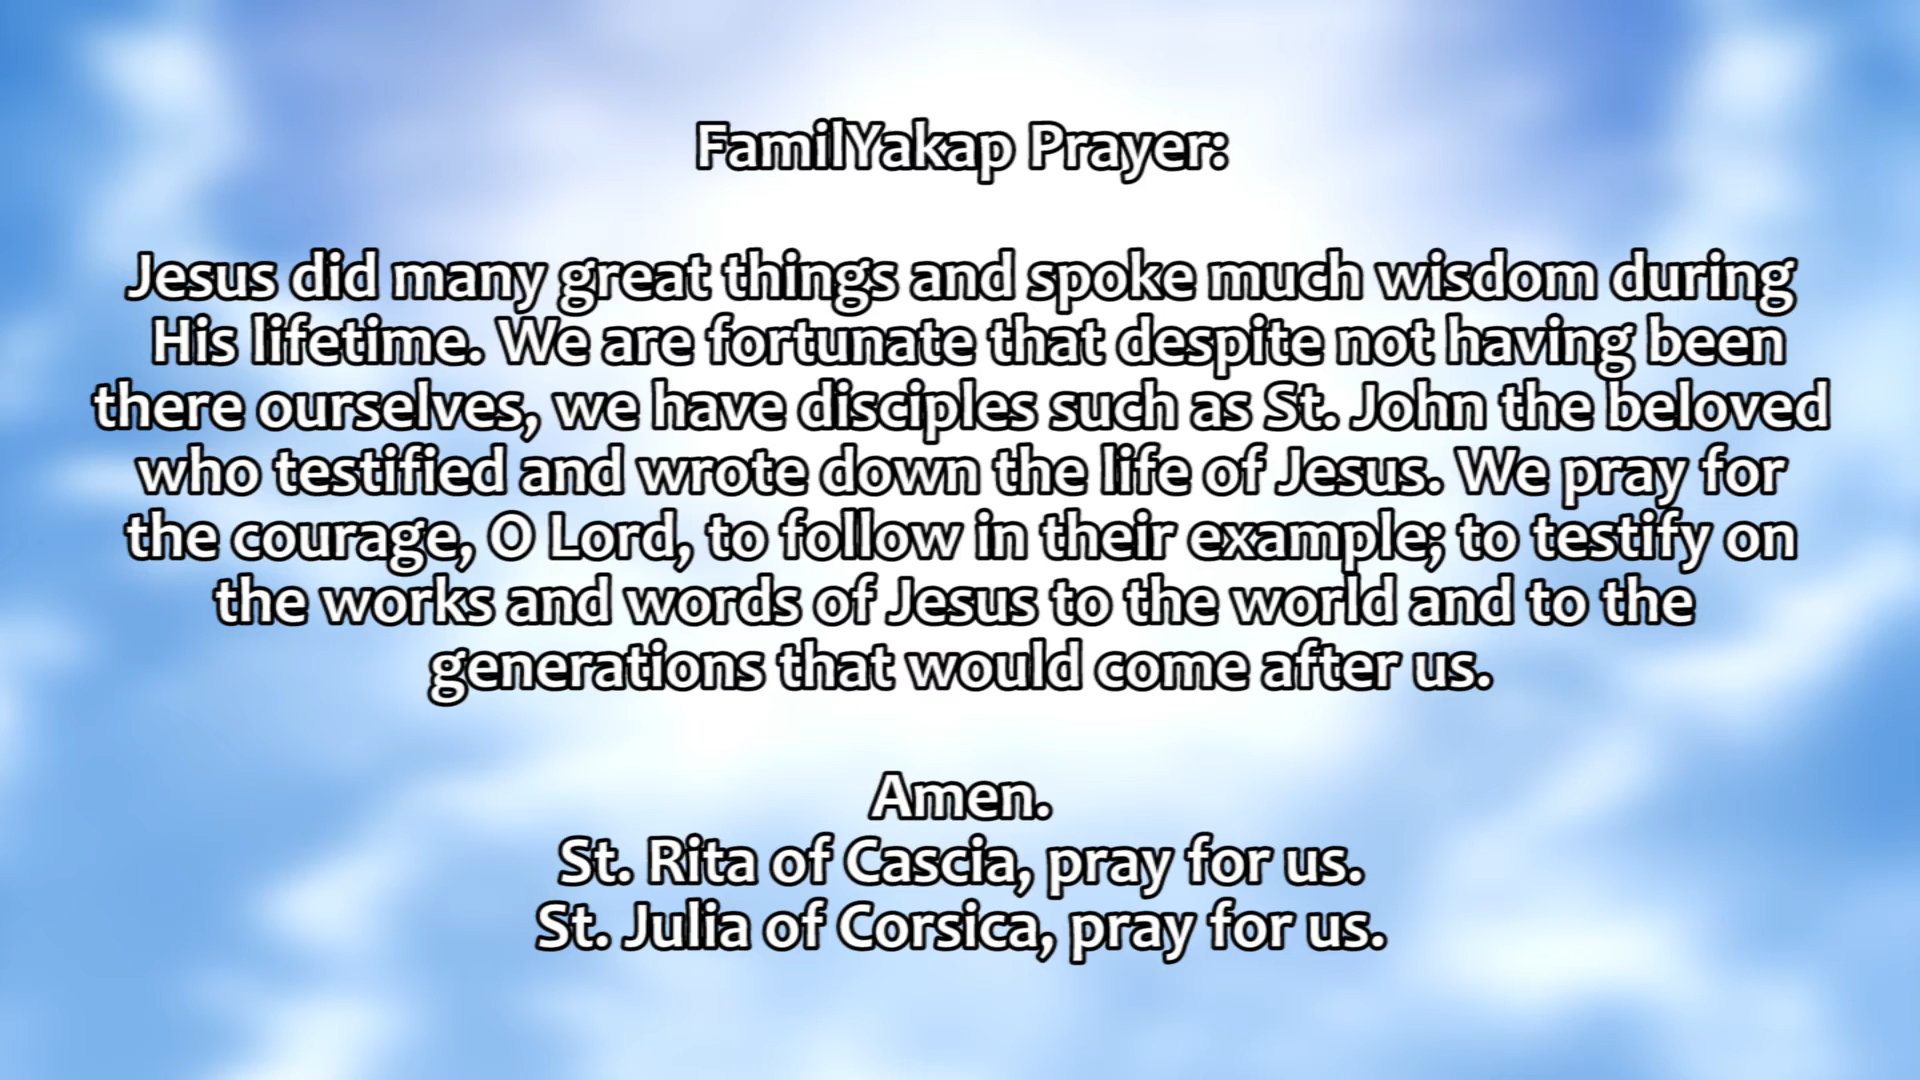 FamilYakap Prayer:
Jesus did many great things and spoke much wisdom during
His lifetime. We are fortunate that despite not having been
there ourselves, we have disciples such as St. John the beloved
who testified and wrote down the life of Jesus. We pray for
the courage, O Lord, to follow in their example; to testify on
the works and words of Jesus to the world and to the
generations that would come after us.
Amen.
St. Rita of Cascia, pray for us.
St. Julia of Corsica, pray for us.